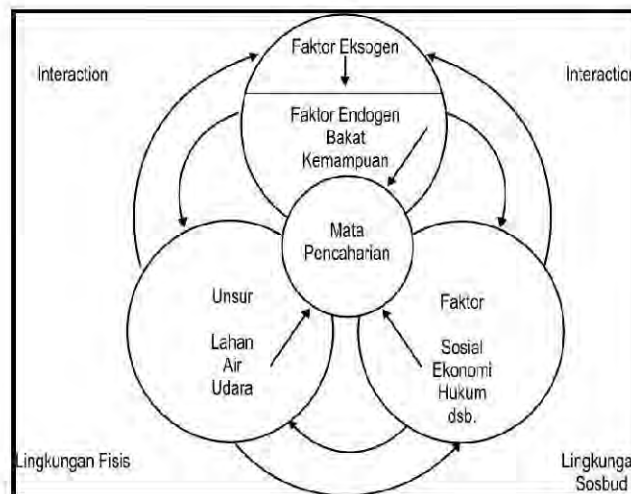 Faktor Eksogen
Interaction
Interaction
Faktor Endogen
Bakat
Kemampuan
Mata
Pencaharian
Unsur
Lahan
Air
Udara
Faktor
Sosial
Ekonomi
Hukum
dsb.
Lingkungan Fisis
Lingkunga
Sosbud